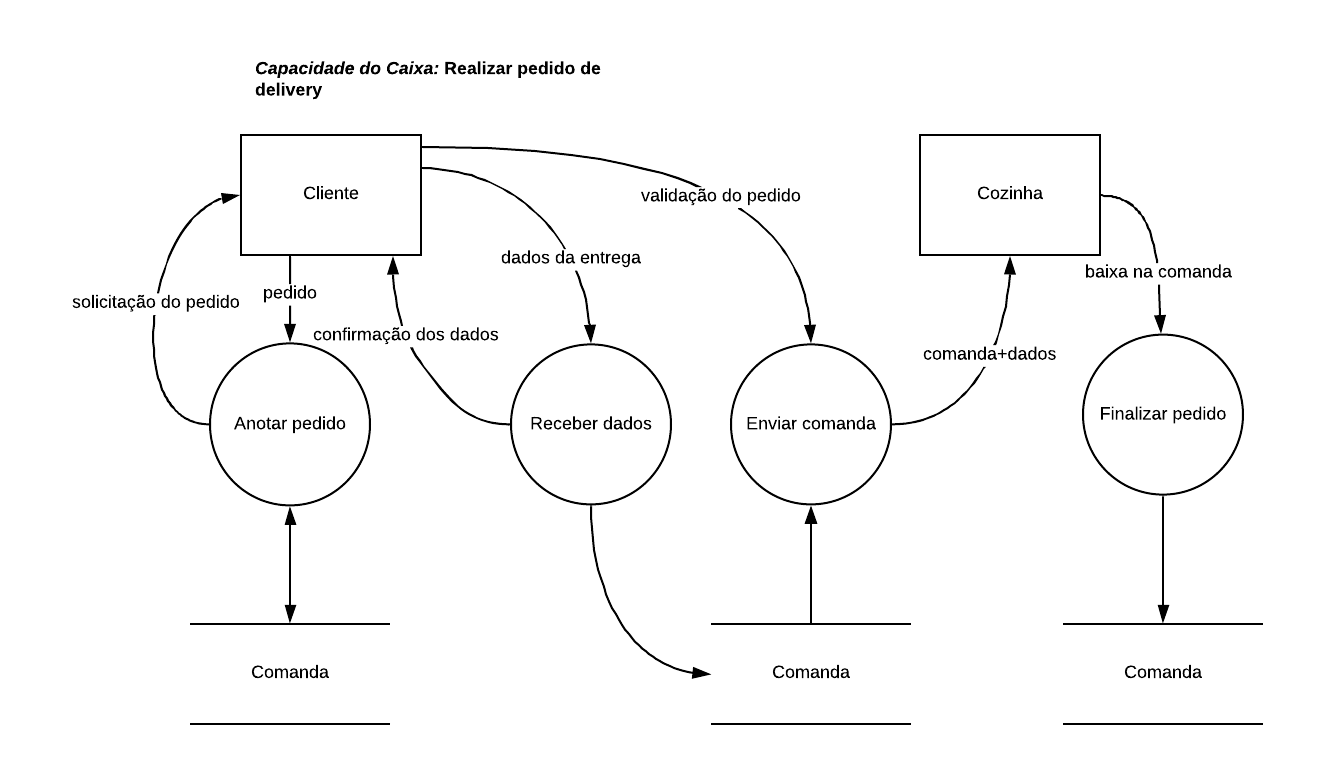 Capacidade do Caixa: Realizar pedido de
delivery
Cliente
Cozinha
validação do pedido
dados da entrega
baixa na comanda
solicitação do pedido
pedido
confirmação dos dados
comanda+dados
Anotar pedido
Receber dados
Enviar comanda
Finalizar pedido
Comanda
Comanda
Comanda